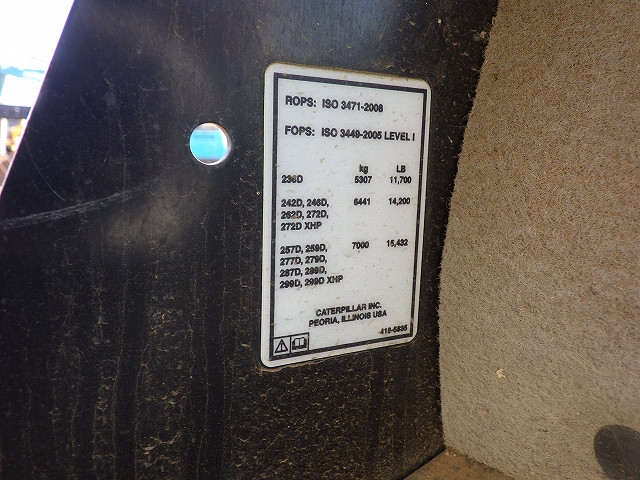 ROPS: ISO 3471-2008
FOPS: ISO 3449-2005 LEVEL I
kg LB
236D 5307 11,700
242D, 246D, 6441 14,200
262D, 272D,
272D XHP
257D, 259D, 7000 15,432
277D, 279D,
287D, 289D,
299D, 299D XHP
CATERPILLAR INC.
PEORIA, ILLINOIS USA
418-5835